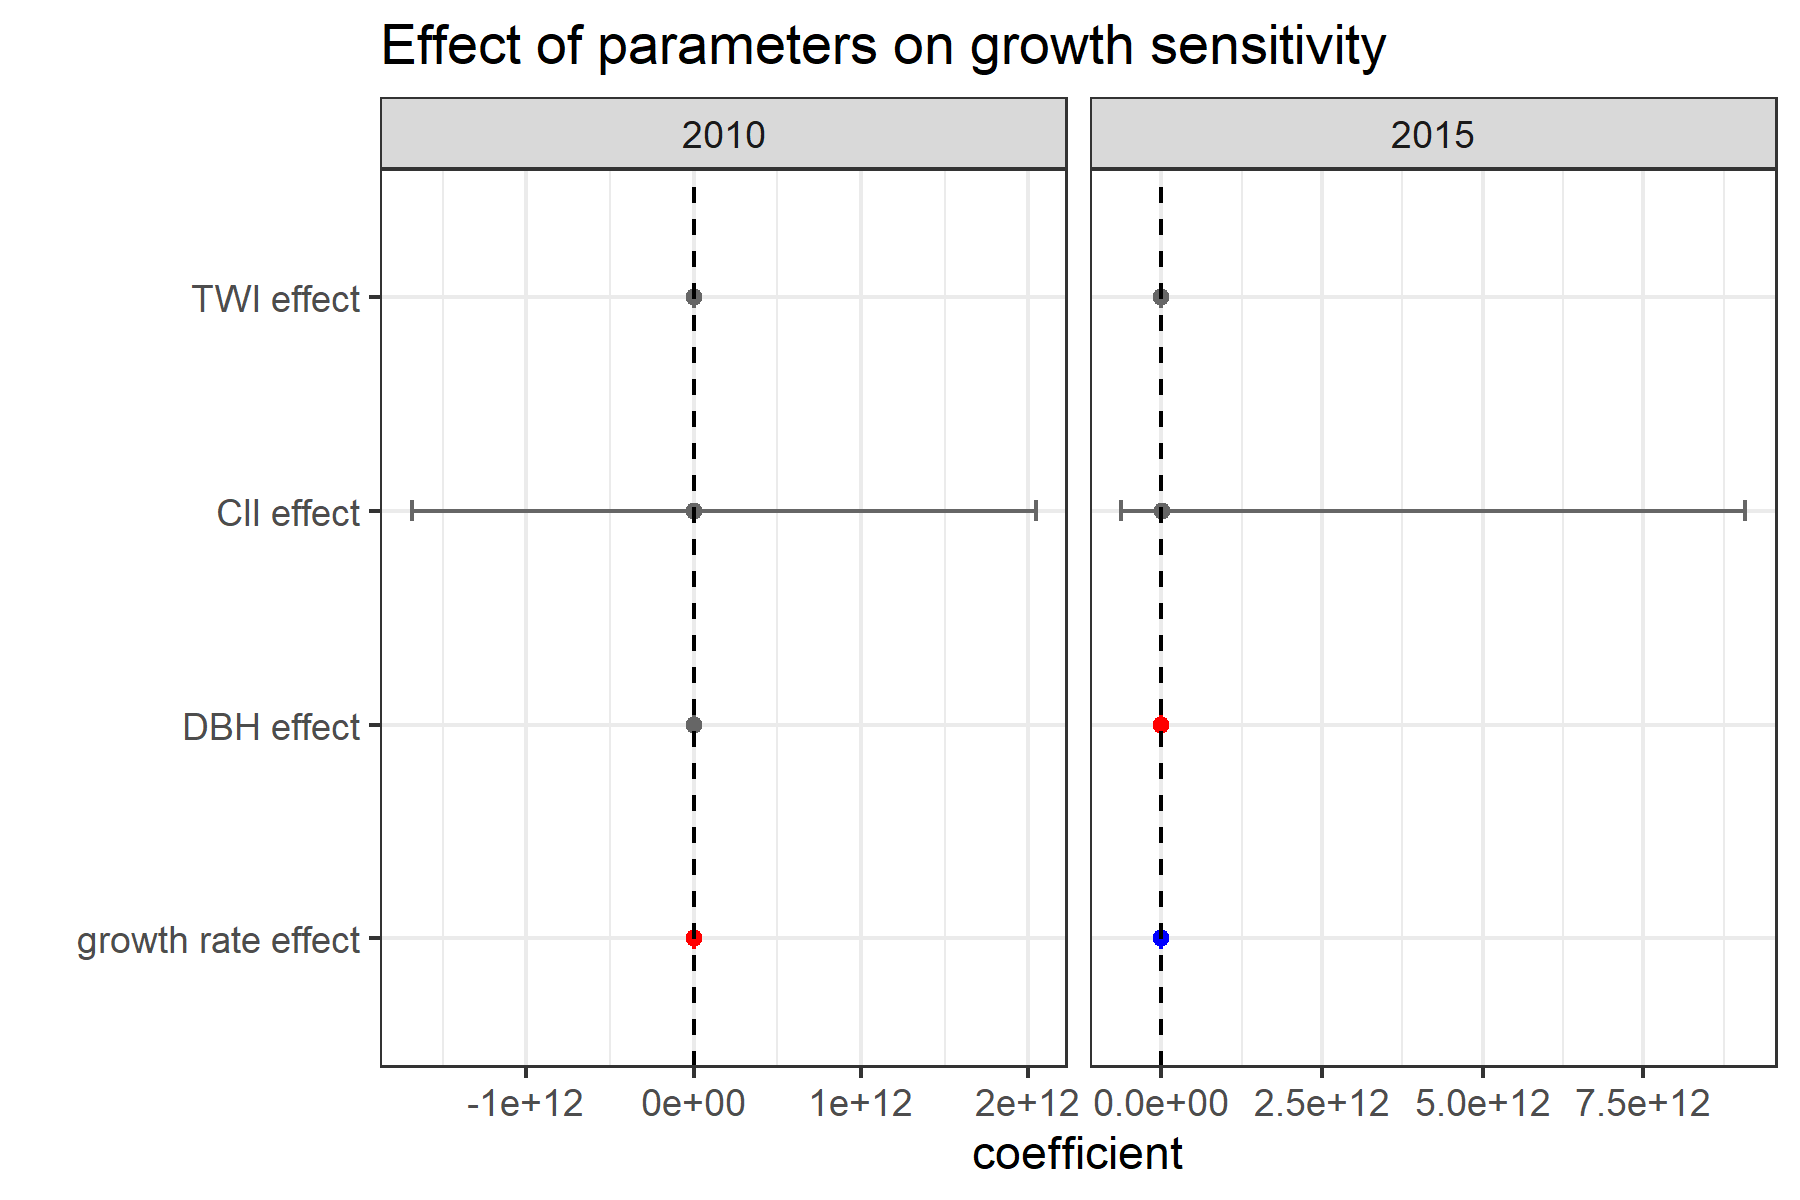 Effect of parameters on growth sensitivity
2010
2015
TWI effect
CII effect
DBH effect
growth rate effect
-1e+12 0e+00 1e+12 2e+12 0.0e+00 2.5e+12 5.0e+12 7.5e+12
coefficient